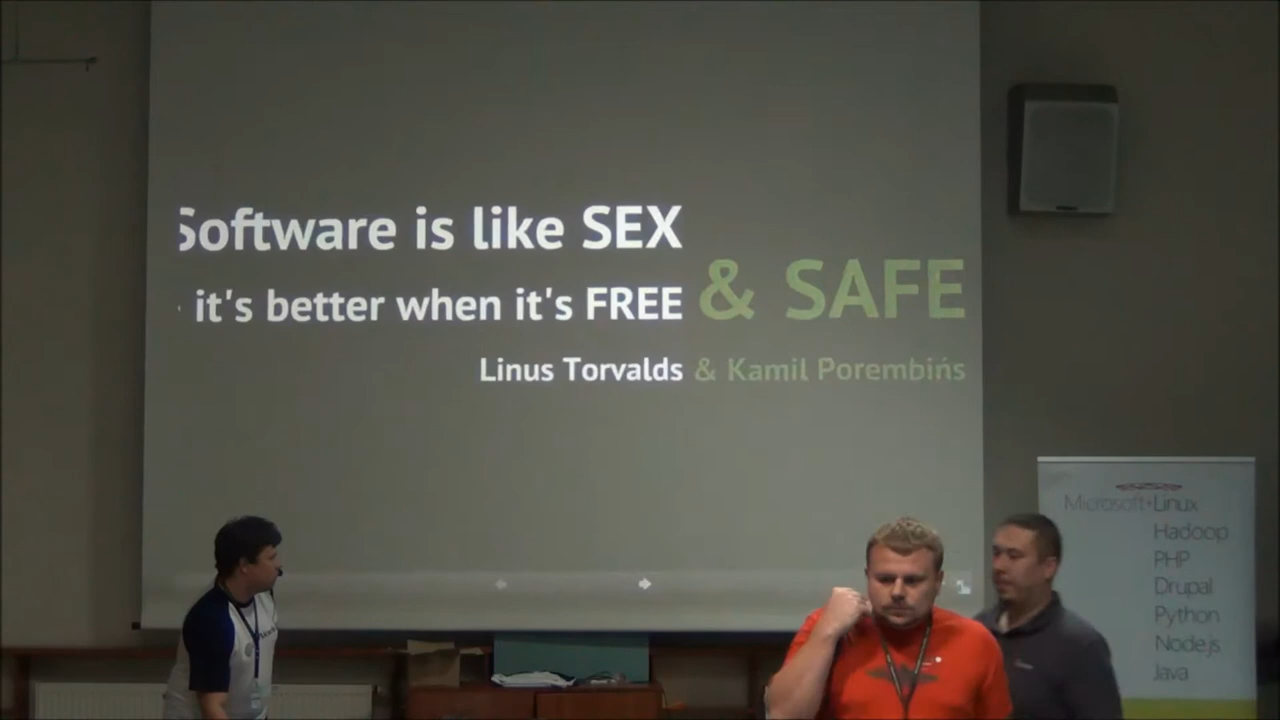 Software is like SEX
it's better when it's FREE & SAFE
Linus Torvalds & Kamil Porembińs
Microsoft+Linux
Hadoop
PHP
Drupal
Python
Node.js
Java